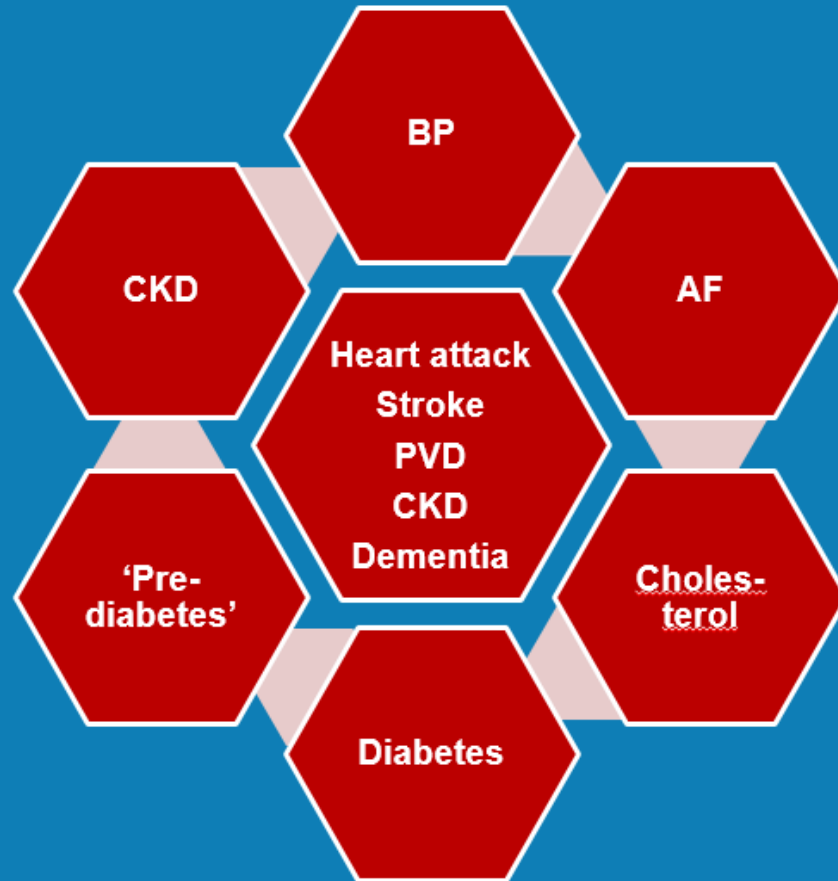 BP
CKD
AF
Heart attack
Stroke
PVD
CKD
Dementia
‘Pre-
diabetes’
Choles-
terol
Diabetes